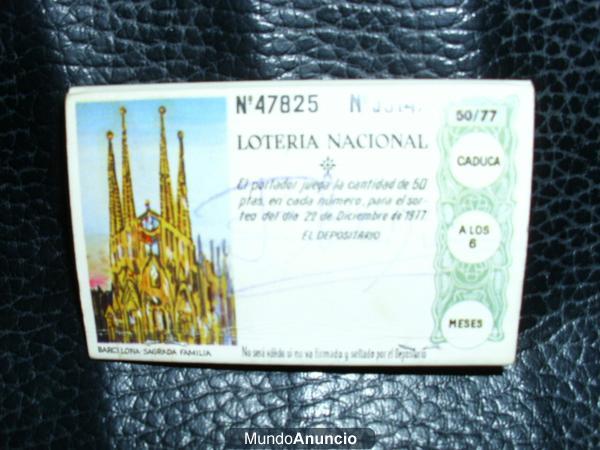 Nº47825 Nº
LOTERIA NACIONAL
El portador juega la cantidad de 50
ptas. en cada número, para el sor-
teo del día 22 de Diciembre de 1977
EL DEPOSITARIO
50/77
CADUCA
A LOS
6
MESES
BARCELONA: SAGRADA FAMILIA
No será válido si no va firmada y sellado por el Depositario
MundoAnuncio